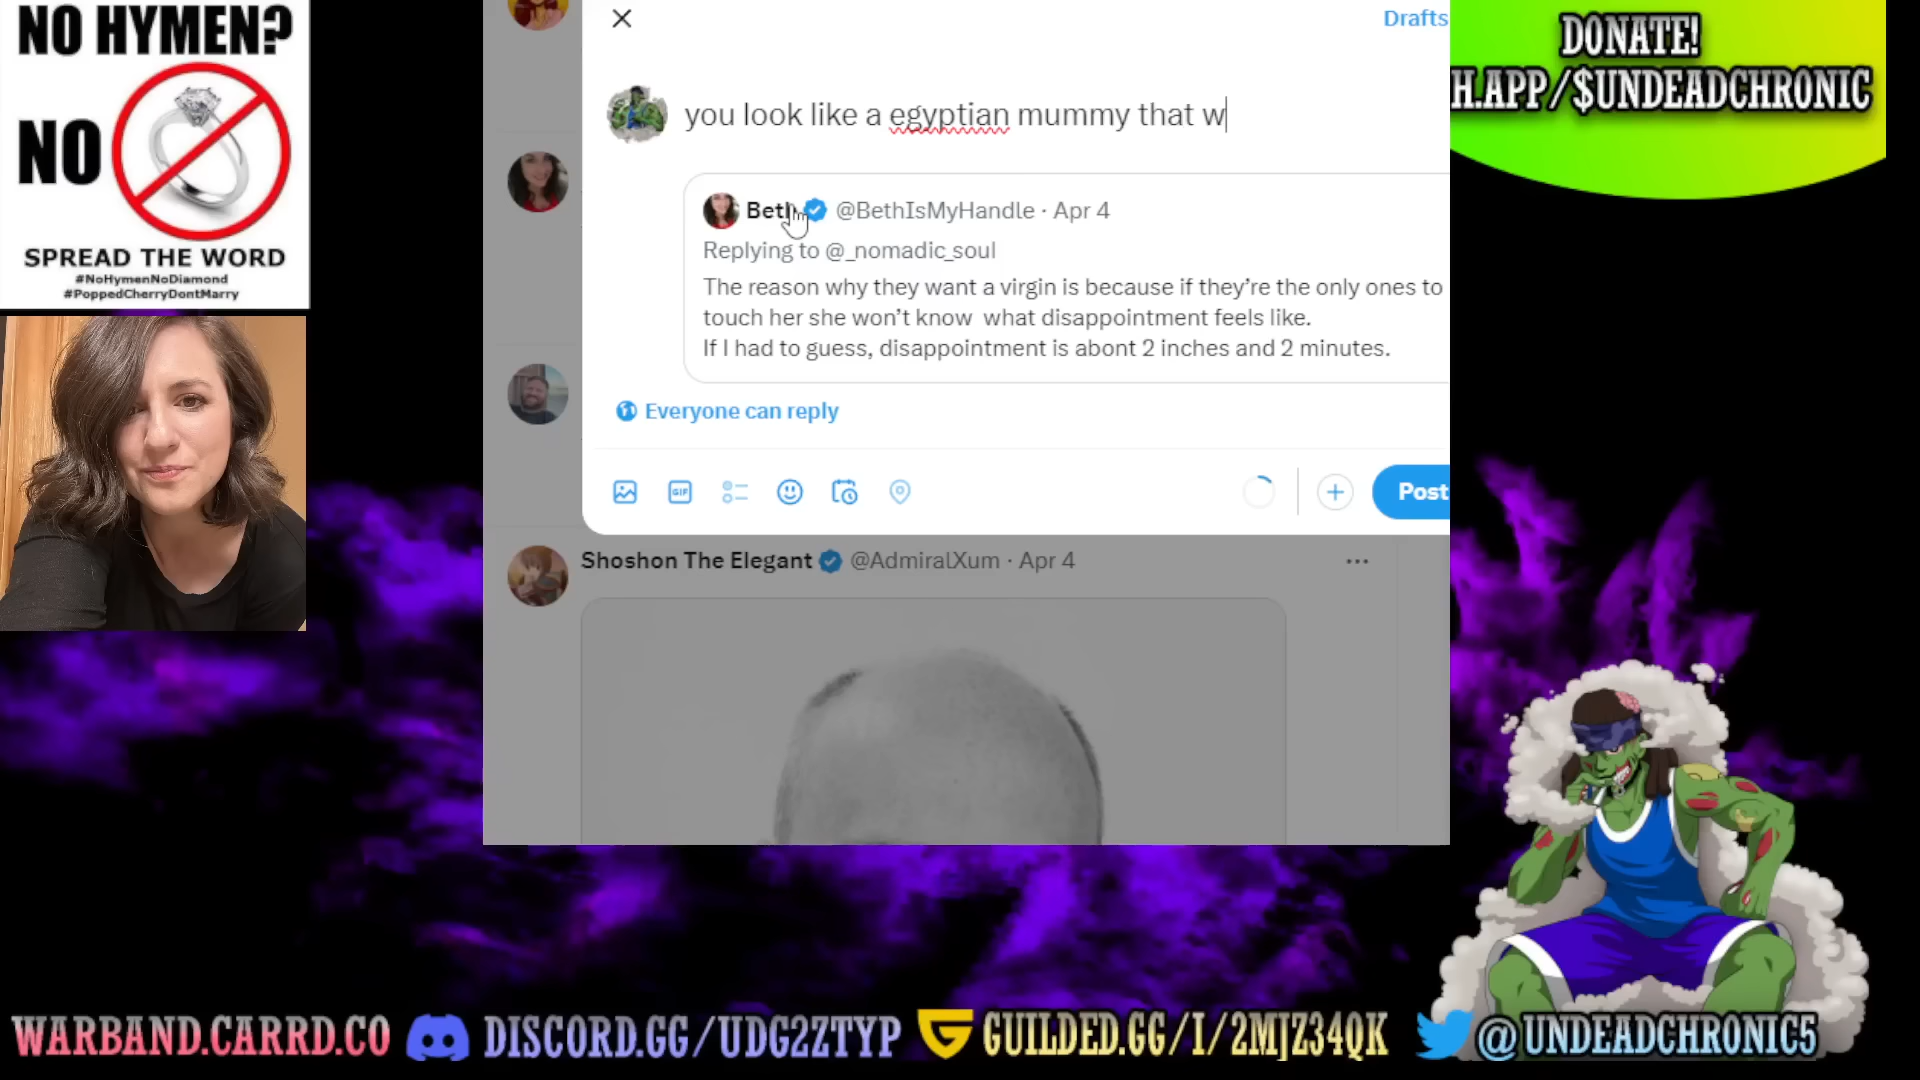 NO HYMEN?
NO
SPREAD THE WORD
#NoHymenNoDiamond
#PoppedCherryDontMarry
Drafts
you look like a egyptian mummy that w
Beth @BethIsMyHandle · Apr 4
Replying to @_nomadic_soul
The reason why they want a virgin is because if they're the only ones to
touch her she won't know what disappointment feels like.
If I had to guess, disappointment is abont 2 inches and 2 minutes.
Everyone can reply
GIF
Post
Shoshon The Elegant @AdmiralXum · Apr 4
DONATE!
H.APP/$UNDEADCHRONIC
WARBAND.CARRD.CO
DISCORD.GG/UDG2ZTYP
GUILDED.GG/I/2MJZ34QK
@UNDEADCHRONIC5